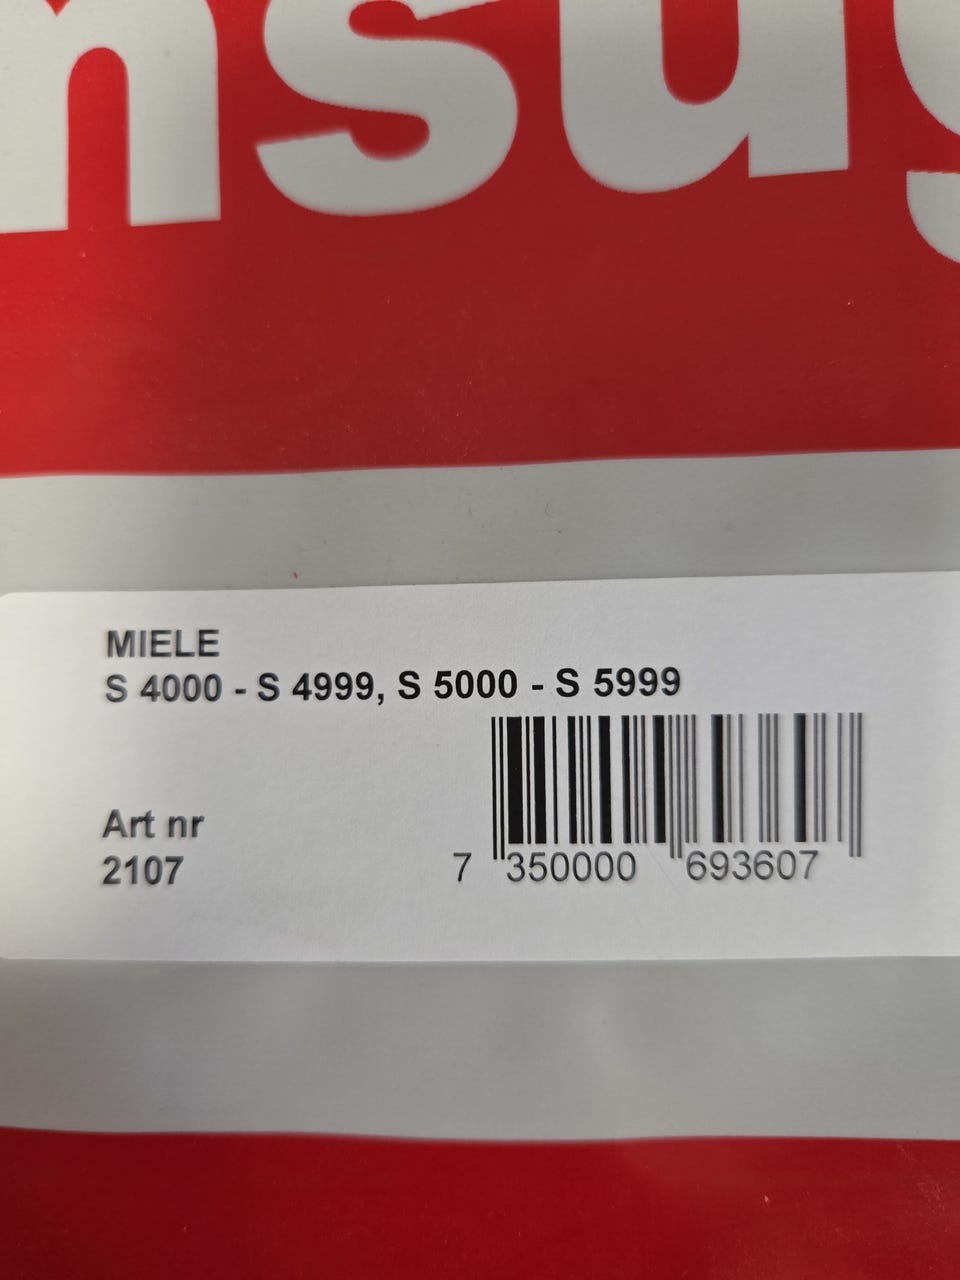 nsug
MIELE
S 4000 - S 4999, S 5000 - S 5999
Art nr
2107
7 350000 693607